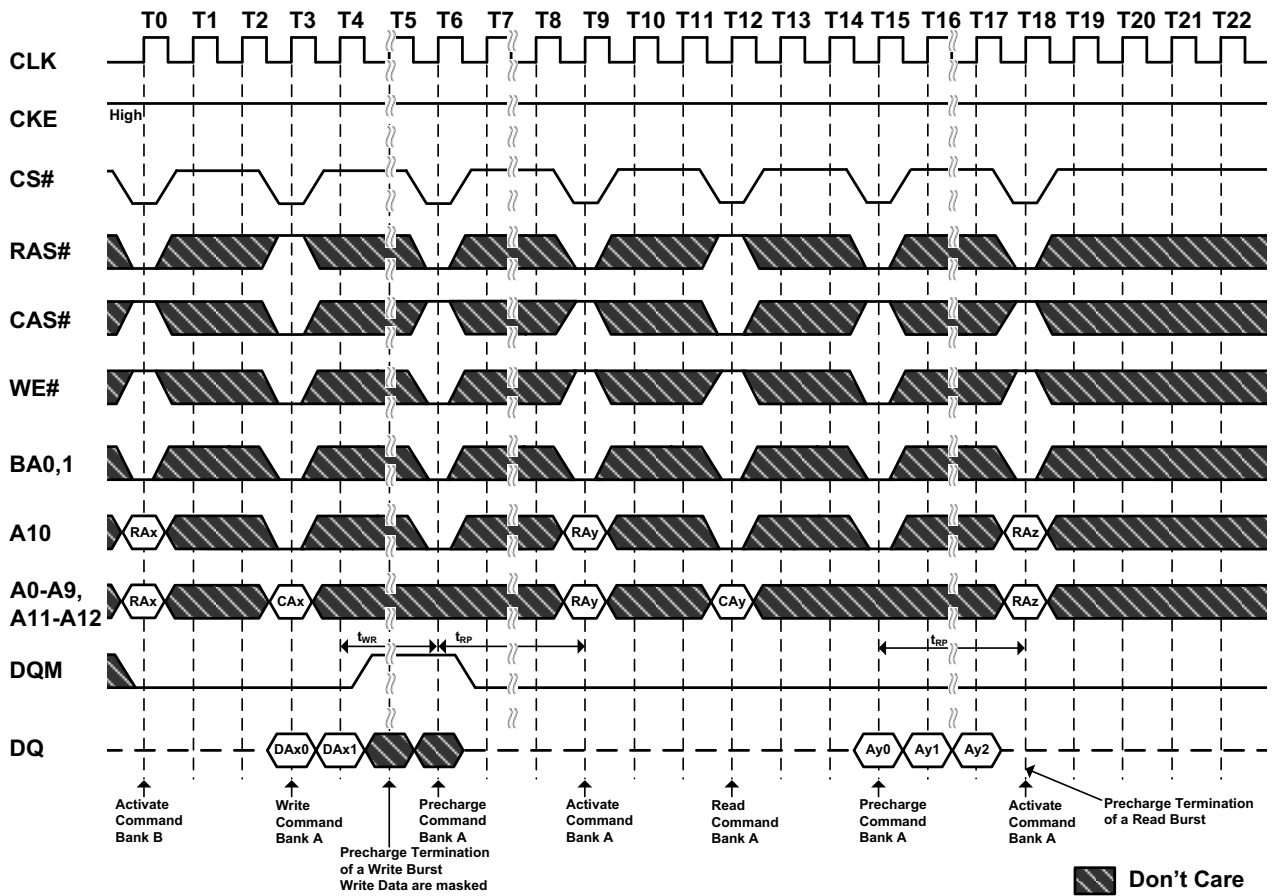 T0 T1 T2 T3 T4 T5 T6 T7 T8 T9 T10 T11 T12 T13 T14 T15 T16 T17 T18 T19 T20 T21 T22
CLK
CKE
High
CS#
RAS#
CAS#
WE#
BA0,1
A10
RAx
RAy
RAz
A0-A9,
A11-A12
RAx
CAx
RAy
CAy
RAz
tWR
tRP
tRP
DQM
DQ
DAx0
DAx1
Ay0
Ay1
Ay2
Activate
Command
Bank B
Write
Command
Bank A
Precharge Termination
of a Write Burst
Write Data are masked
Precharge
Command
Bank A
Activate
Command
Bank A
Read
Command
Bank A
Precharge
Command
Bank A
Activate
Command
Bank A
Precharge Termination
of a Read Burst
Don't Care